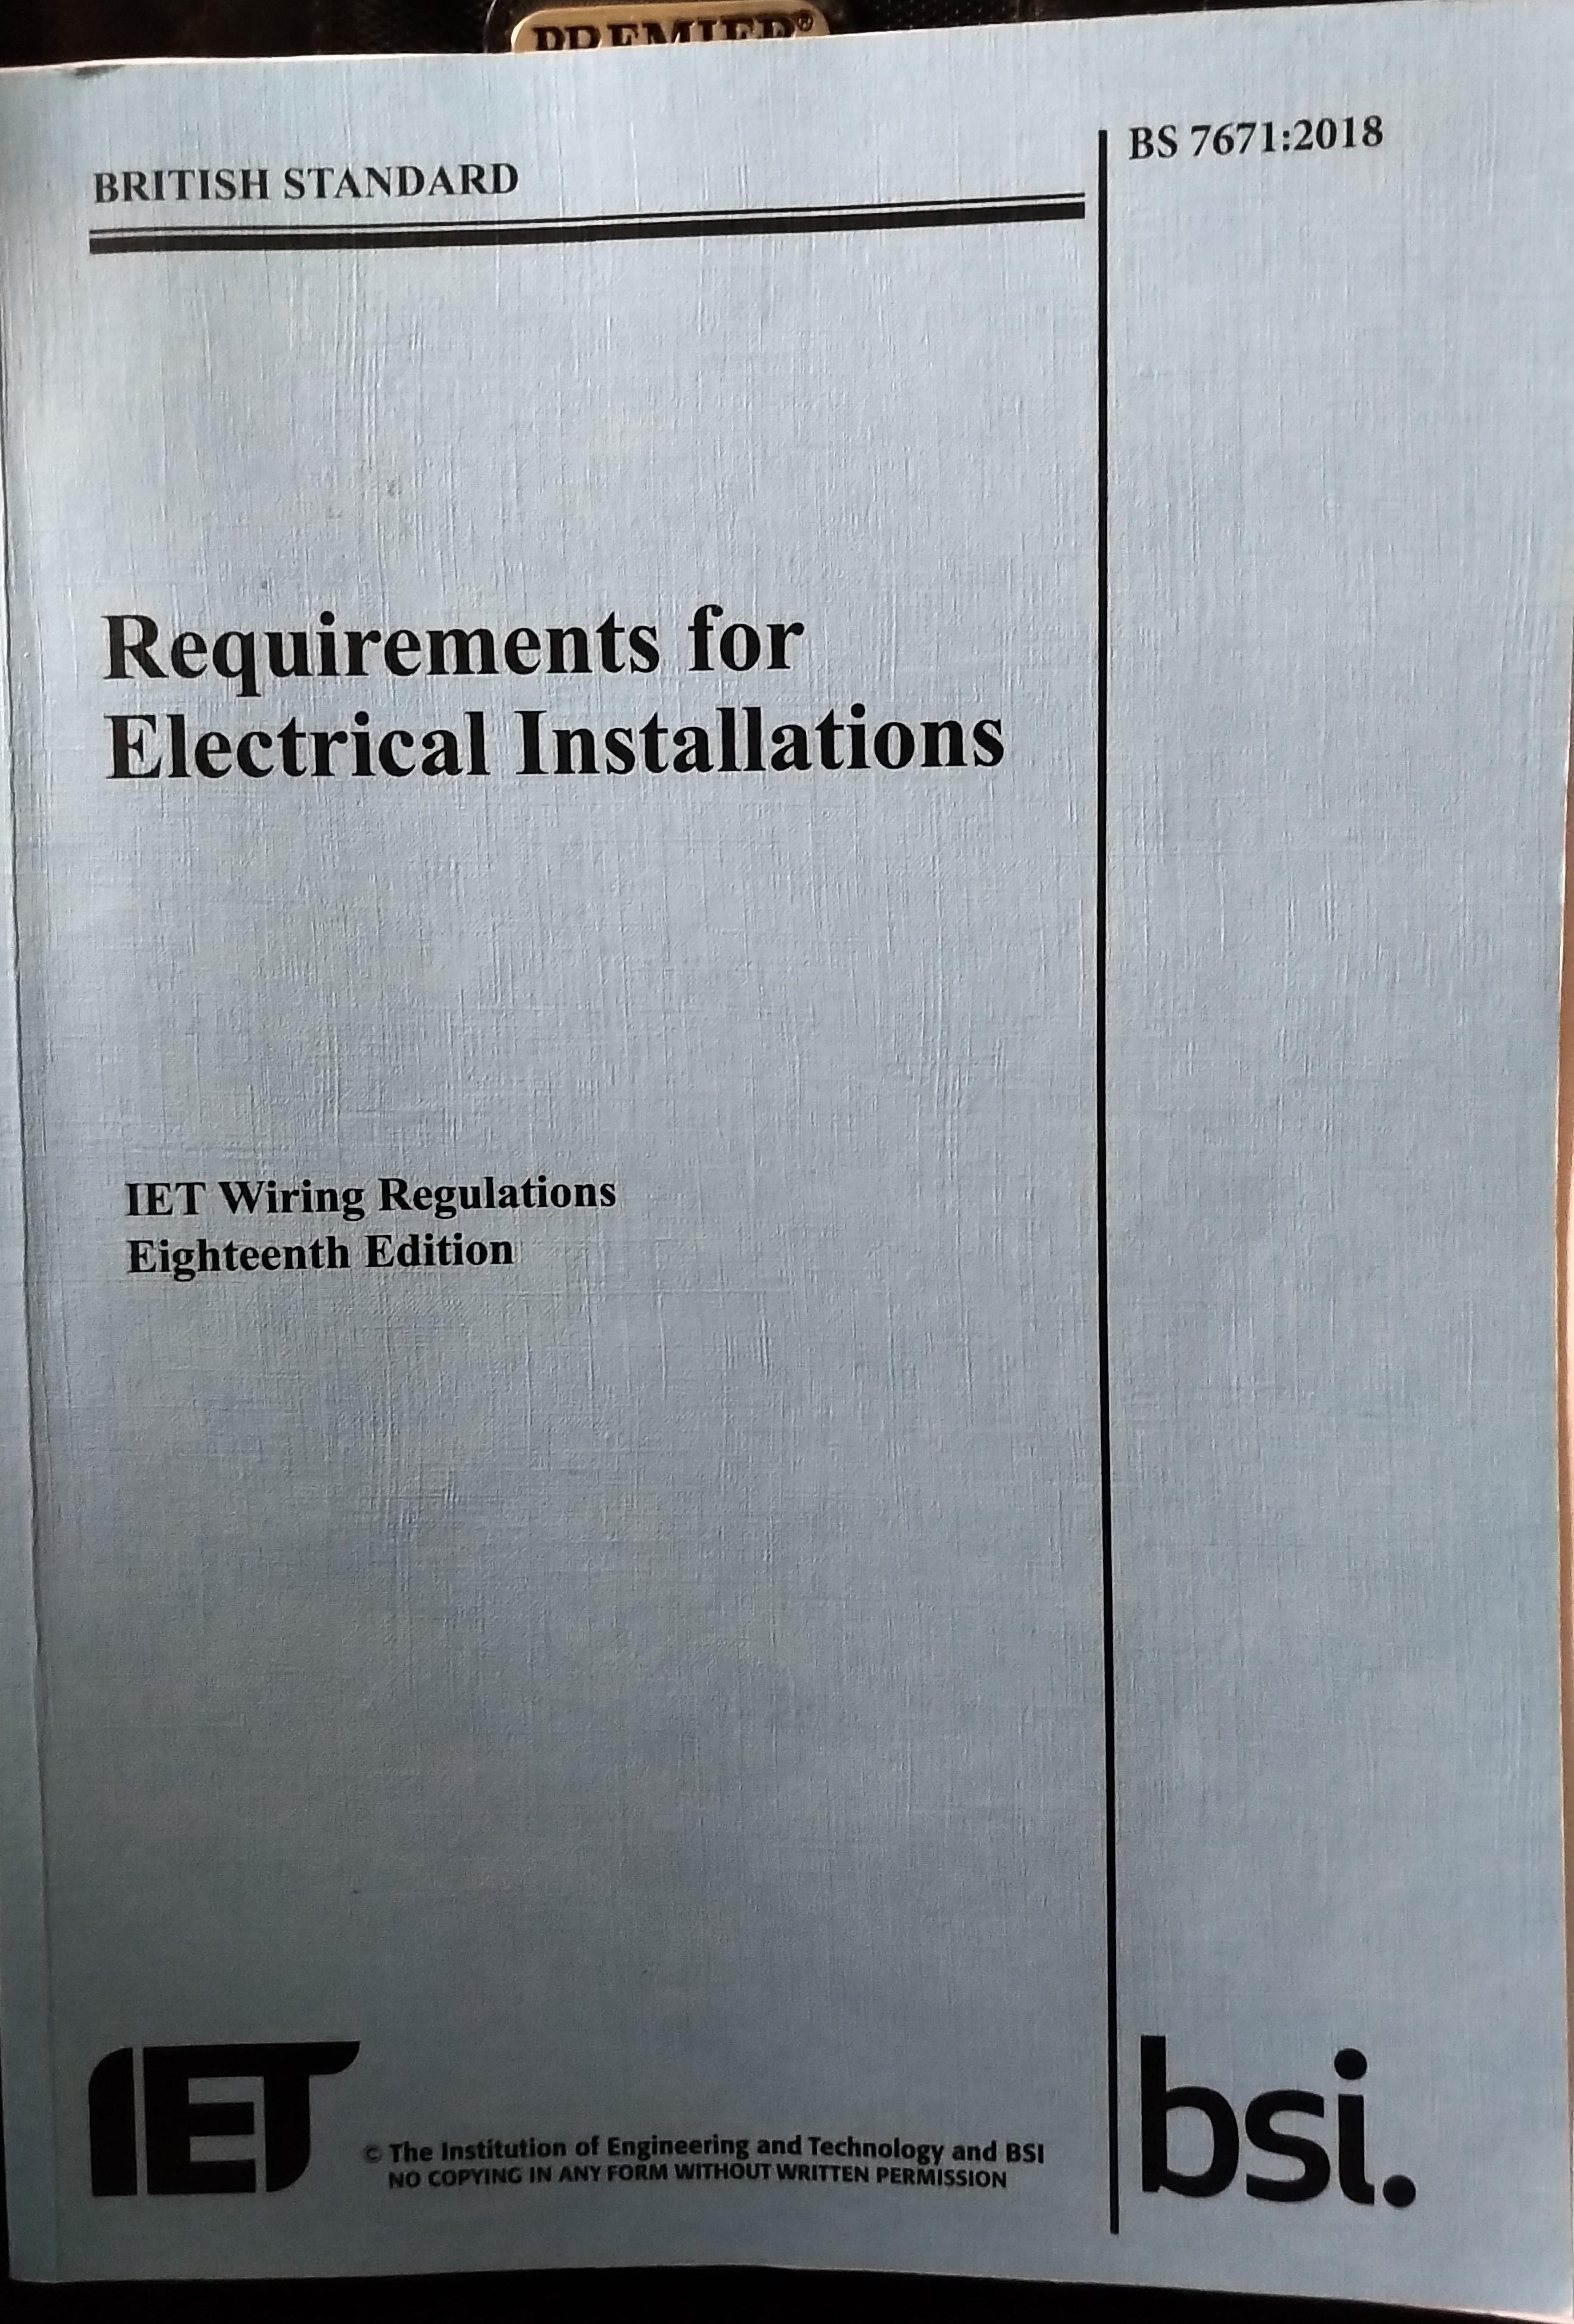 PREMIER®
BRITISH STANDARD
BS 7671:2018
Requirements for
Electrical Installations
IET Wiring Regulations
Eighteenth Edition
IET
© The Institution of Engineering and Technology and BSI
NO COPYING IN ANY FORM WITHOUT WRITTEN PERMISSION
bsi.